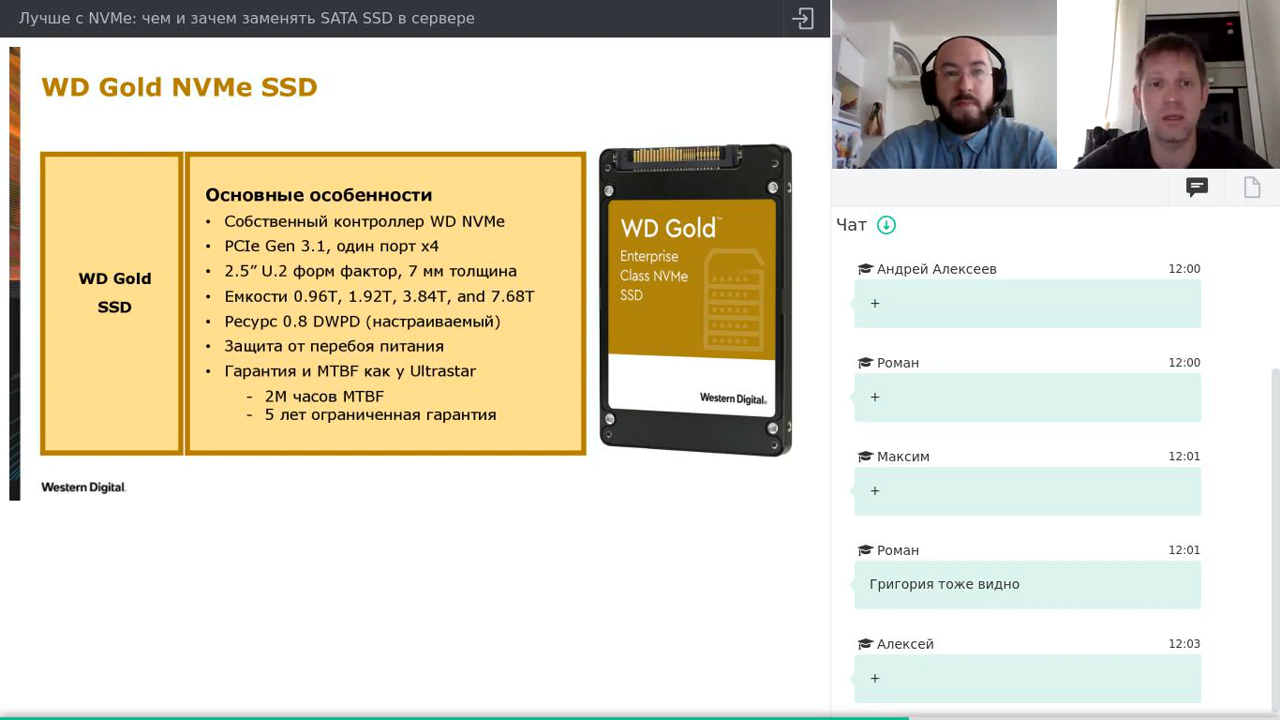 Лучше с NVMe: чем и зачем заменять SATA SSD в сервере
WD Gold NVMe SSD
WD Gold
SSD
Основные особенности
• Собственный контроллер WD NVMe
• PCIe Gen 3.1, один порт x4
• 2.5” U.2 форм фактор, 7 мм толщина
• Емкости 0.96T, 1.92T, 3.84T, and 7.68T
• Ресурс 0.8 DWPD (настраиваемый)
• Защита от перебоя питания
• Гарантия и MTBF как у Ultrastar
- 2M часов MTBF
- 5 лет ограниченная гарантия
WD Gold™
Enterprise
Class NVMe
SSD
Western Digital®
Western Digital.
Чат
Андрей Алексеев 12:00
+
Роман 12:00
+
Максим 12:01
+
Роман 12:01
Григория тоже видно
Алексей 12:03
+